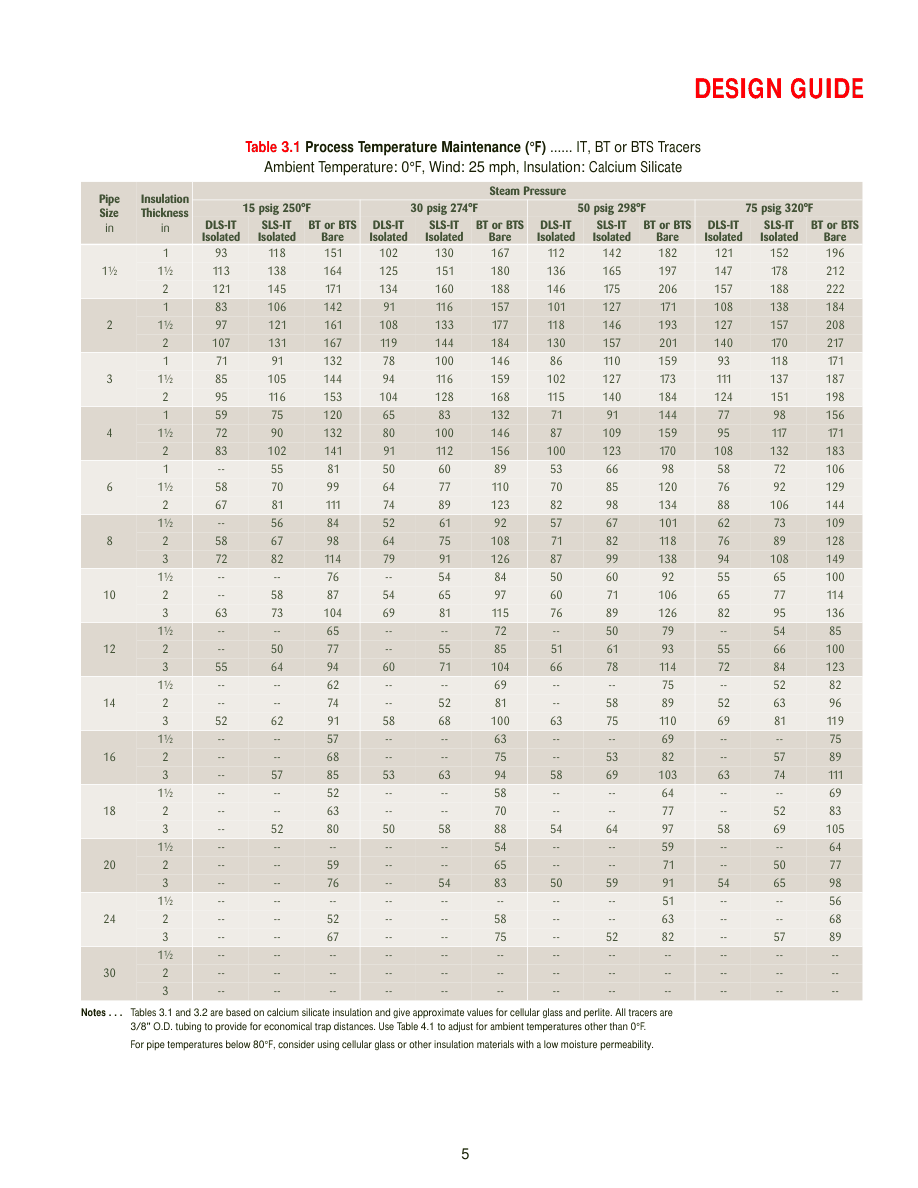 DESIGN GUIDE
Table 3.1 Process Temperature Maintenance (°F) ...... IT, BT or BTS Tracers
Ambient Temperature: 0°F, Wind: 25 mph, Insulation: Calcium Silicate
Pipe Size in Insulation Thickness in Steam Pressure
15 psig 250°F 30 psig 274°F 50 psig 298°F 75 psig 320°F
DLS-IT Isolated SLS-IT Isolated BT or BTS Bare DLS-IT Isolated SLS-IT Isolated BT or BTS Bare DLS-IT Isolated SLS-IT Isolated BT or BTS Bare DLS-IT Isolated SLS-IT Isolated BT or BTS Bare
1 93 118 151 102 130 167 112 142 182 121 152 196
1½ 1½ 113 138 164 125 151 180 136 165 197 147 178 212
2 121 145 171 134 160 188 146 175 206 157 188 222
1 83 106 142 91 116 157 101 127 171 108 138 184
2 1½ 97 121 161 108 133 177 118 146 193 127 157 208
2 107 131 167 119 144 184 130 157 201 140 170 217
1 71 91 132 78 100 146 86 110 159 93 118 171
3 1½ 85 105 144 94 116 159 102 127 173 111 137 187
2 95 116 153 104 128 168 115 140 184 124 151 198
1 59 75 120 65 83 132 71 91 144 77 98 156
4 1½ 72 90 132 80 100 146 87 109 159 95 117 171
2 83 102 141 91 112 156 100 123 170 108 132 183
1 -- 55 81 50 60 89 53 66 98 58 72 106
6 1½ 58 70 99 64 77 110 70 85 120 76 92 129
2 67 81 111 74 89 123 82 98 134 88 106 144
1½ -- 56 84 52 61 92 57 67 101 62 73 109
8 2 58 67 98 64 75 108 71 82 118 76 89 128
3 72 82 114 79 91 126 87 99 138 94 108 149
1½ -- -- 76 -- 54 84 50 60 92 55 65 100
10 2 -- 58 87 54 65 97 60 71 106 65 77 114
3 63 73 104 69 81 115 76 89 126 82 95 136
1½ -- -- 65 -- -- 72 -- 50 79 -- 54 85
12 2 -- 50 77 -- 55 85 51 61 93 55 66 100
3 55 64 94 60 71 104 66 78 114 72 84 123
1½ -- -- 62 -- -- 69 -- -- 75 -- 52 82
14 2 -- -- 74 -- 52 81 -- 58 89 52 63 96
3 52 62 91 58 68 100 63 75 110 69 81 119
1½ -- -- 57 -- -- 63 -- -- 69 -- -- 75
16 2 -- -- 68 -- -- 75 -- 53 82 -- 57 89
3 -- 57 85 53 63 94 58 69 103 63 74 111
1½ -- -- 52 -- -- 58 -- -- 64 -- -- 69
18 2 -- -- 63 -- -- 70 -- -- 77 -- 52 83
3 -- 52 80 50 58 88 54 64 97 58 69 105
1½ -- -- -- -- -- 54 -- -- 59 -- -- 64
20 2 -- -- 59 -- -- 65 -- -- 71 -- 50 77
3 -- -- 76 -- 54 83 50 59 91 54 65 98
1½ -- -- -- -- -- -- -- -- 51 -- -- 56
24 2 -- -- 52 -- -- 58 -- -- 63 -- -- 68
3 -- -- 67 -- -- 75 -- 52 82 -- 57 89
1½ -- -- -- -- -- -- -- -- -- -- -- --
30 2 -- -- -- -- -- -- -- -- -- -- -- --
3 -- -- -- -- -- -- -- -- -- -- -- --
Notes . . . Tables 3.1 and 3.2 are based on calcium silicate insulation and give approximate values for cellular glass and perlite. All tracers are
3/8" O.D. tubing to provide for economical trap distances. Use Table 4.1 to adjust for ambient temperatures other than 0°F.
For pipe temperatures below 80°F, consider using cellular glass or other insulation materials with a low moisture permeability.
5